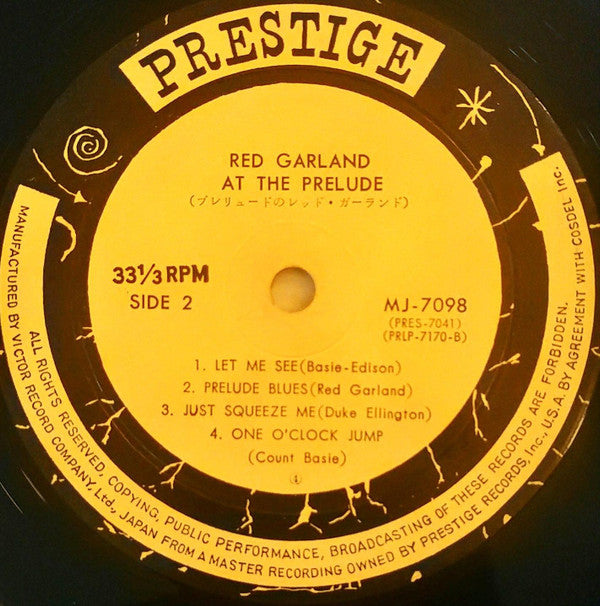 PRESTIGE
RED GARLAND
AT THE PRELUDE
(プレリュードのレッド・ガーランド)
33⅓ RPM
SIDE 2
MJ-7098
(PRES-7041)
(PRLP-7170-B)
1. LET ME SEE (Basie-Edison)
2. PRELUDE BLUES (Red Garland)
3. JUST SQUEEZE ME (Duke Ellington)
4. ONE O'CLOCK JUMP
(Count Basie)
ALL RIGHTS RESERVED, COPYING, PUBLIC PERFORMANCE, BROADCASTING OF THESE RECORDS ARE FORBIDDEN.
MANUFACTURED BY VICTOR RECORD COMPANY, Ltd., JAPAN FROM A MASTER RECORDING OWNED BY PRESTIGE RECORDS, Inc., U.S.A. BY AGREEMENT WITH COSDEL Inc.